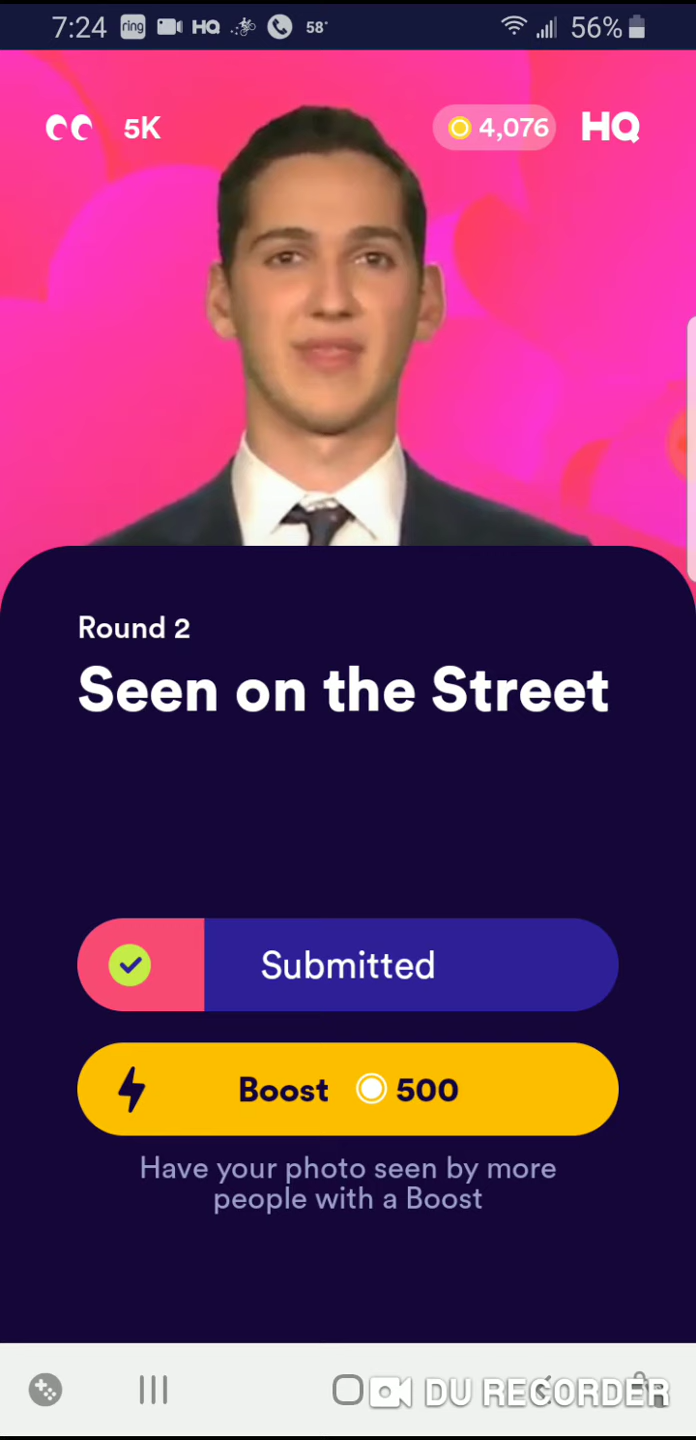 7:24 ring HQ 58° 56%
5K 4,076 HQ
Round 2
Seen on the Street
Submitted
Boost 500
Have your photo seen by more
people with a Boost
DU RECORDER